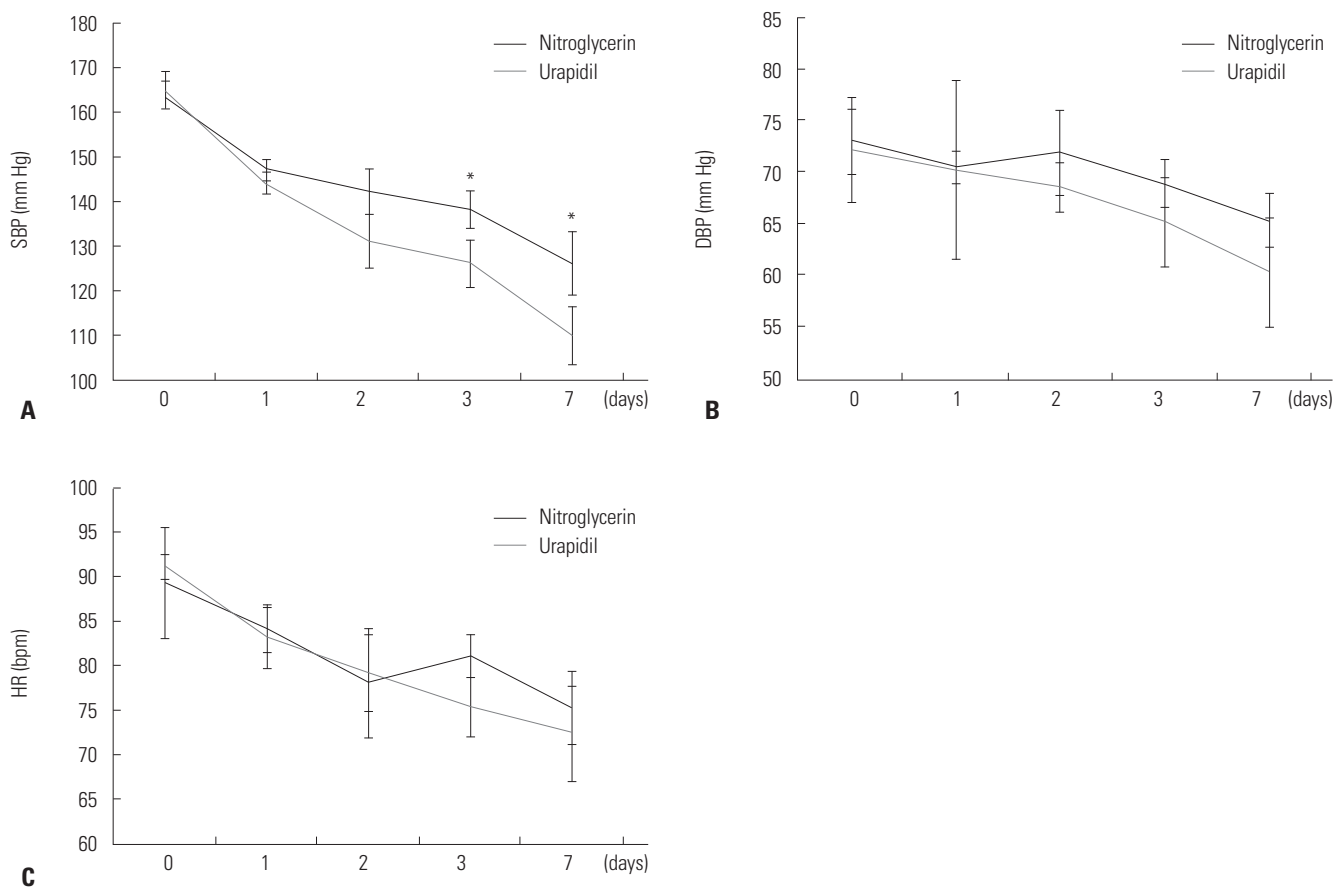 180
170
160
150
140
130
120
110
100
SBP (mm Hg)
Nitroglycerin
Urapidil
*
*
0 1 2 3 7 (days)
A
85
80
75
70
65
60
55
50
DBP (mm Hg)
Nitroglycerin
Urapidil
0 1 2 3 7 (days)
B
100
95
90
85
80
75
70
65
60
HR (bpm)
Nitroglycerin
Urapidil
0 1 2 3 7 (days)
C